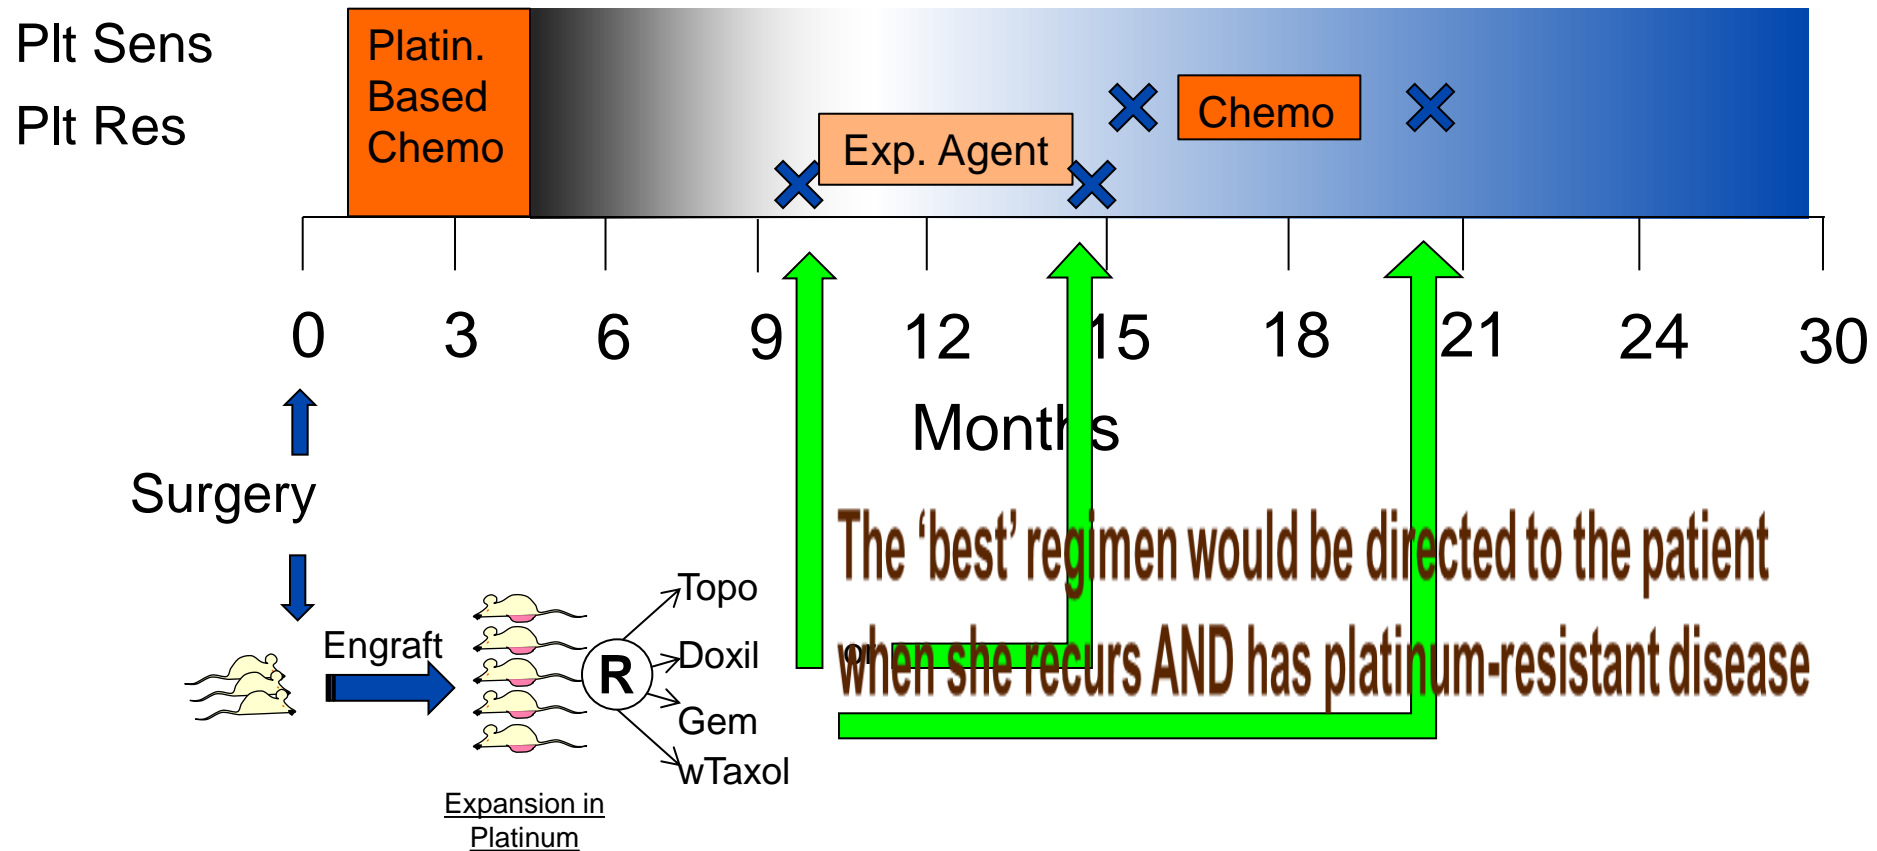 Plt Sens
Plt Res
Platin.
Based
Chemo
Exp. Agent
Chemo
0 3 6 9 12 15 18 21 24 30
Months
Surgery
Engraft
R
Topo
Doxil
Gem
wTaxol
Expansion in
Platinum
or
The ‘best’ regimen would be directed to the patient
when she recurs AND has platinum-resistant disease